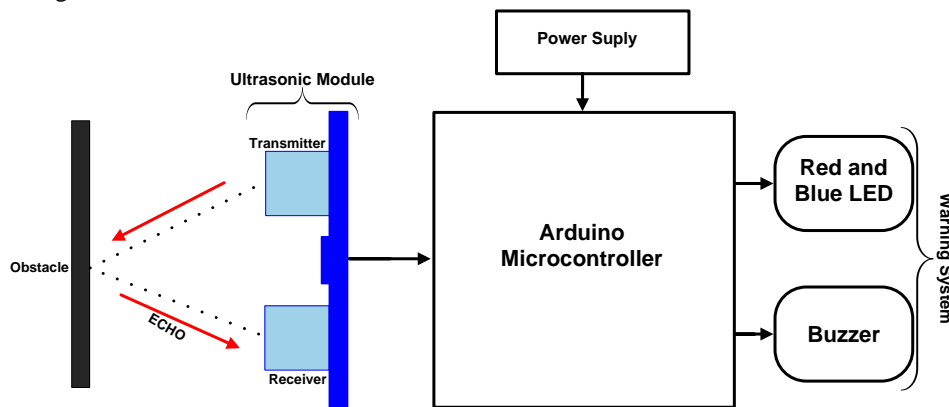 Power Suply
Ultrasonic Module
Transmitter
Obstacle
ECHO
Receiver
Arduino
Microcontroller
Red and
Blue LED
Buzzer
Warning System